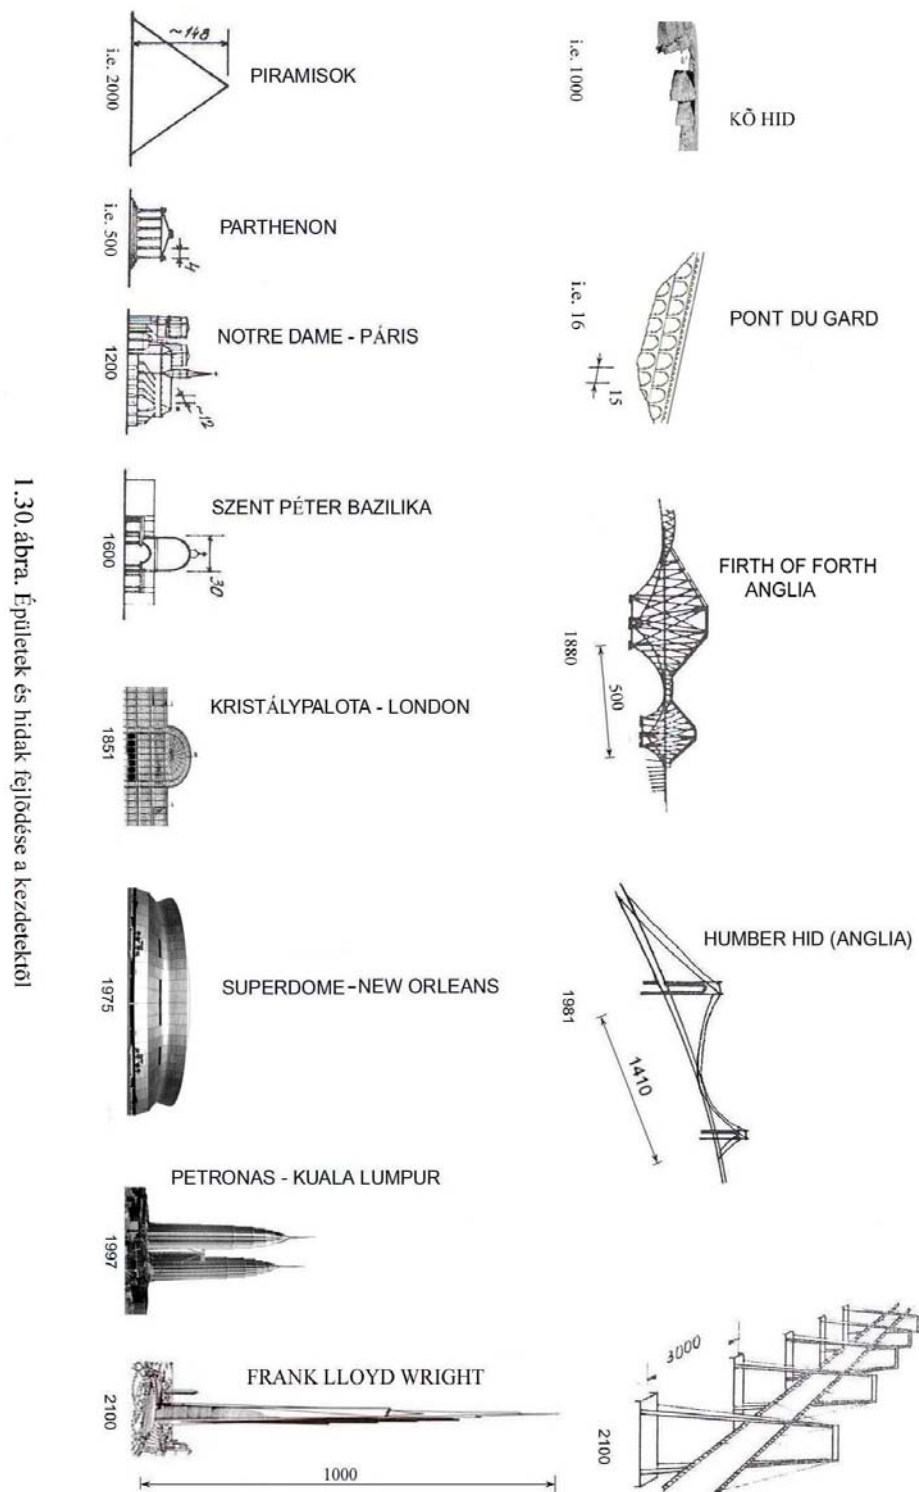 KÕ HID
i.e. 1000
PONT DU GARD
i.e. 16
15
FIRTH OF FORTH
ANGLIA
1880
500
HUMBER HID (ANGLIA)
1981
1410
3000
2100
PIRAMISOK
~148
i.e. 2000
PARTHENON
4
i.e. 500
NOTRE DAME - PÁRIS
~12
1200
SZENT PÉTER BAZILIKA
30
1600
KRISTÁLYPALOTA - LONDON
1851
SUPERDOME - NEW ORLEANS
1975
PETRONAS - KUALA LUMPUR
1997
FRANK LLOYD WRIGHT
2100
1000
1.30. ábra. Épületek és hidak fejlõdése a kezdetektõl